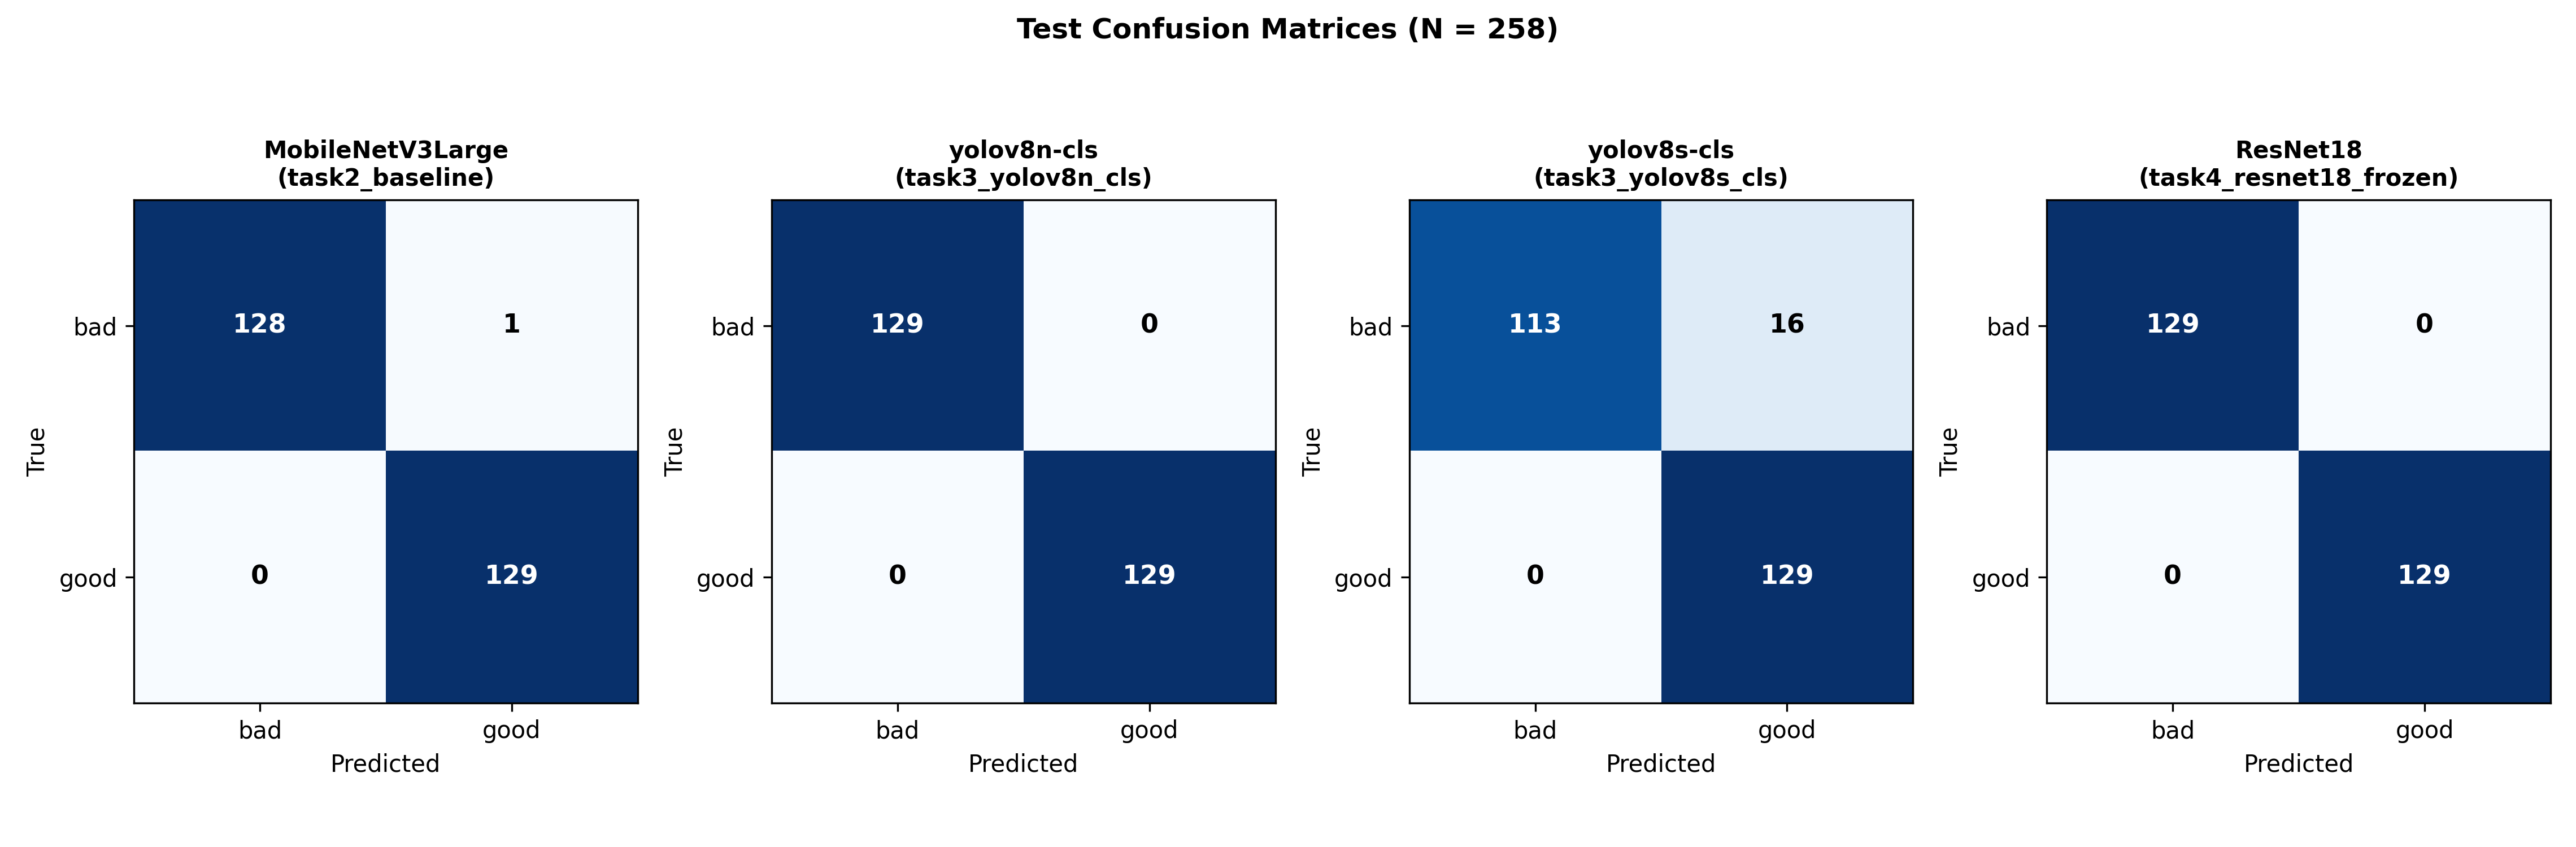 Test Confusion Matrices (N = 258)
MobileNetV3Large
(task2_baseline)
True
bad
128
1
good
0
129
bad
good
Predicted
yolov8n-cls
(task3_yolov8n_cls)
True
bad
129
0
good
0
129
bad
good
Predicted
yolov8s-cls
(task3_yolov8s_cls)
True
bad
113
16
good
0
129
bad
good
Predicted
ResNet18
(task4_resnet18_frozen)
True
bad
129
0
good
0
129
bad
good
Predicted